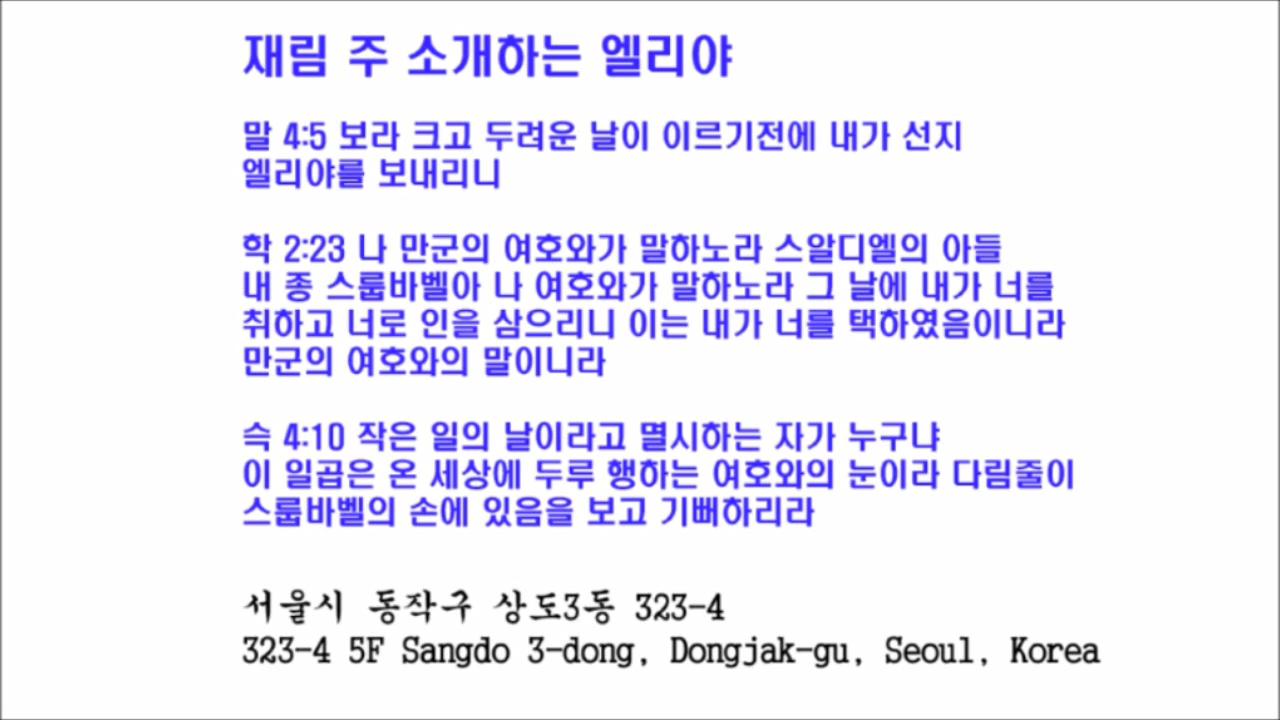 재림 주 소개하는 엘리야
말 4:5 보라 크고 두려운 날이 이르기전에 내가 선지
엘리야를 보내리니
학 2:23 나 만군의 여호와가 말하노라 스알디엘의 아들
내 종 스룹바벨아 나 여호와가 말하노라 그 날에 내가 너를
취하고 너로 인을 삼으리니 이는 내가 너를 택하였음이니라
만군의 여호와의 말이니라
슥 4:10 작은 일의 날이라고 멸시하는 자가 누구냐
이 일곱은 온 세상에 두루 행하는 여호와의 눈이라 다림줄이
스룹바벨의 손에 있음을 보고 기뻐하리라
서울시 동작구 상도3동 323-4
323-4 5F Sangdo 3-dong, Dongjak-gu, Seoul, Korea